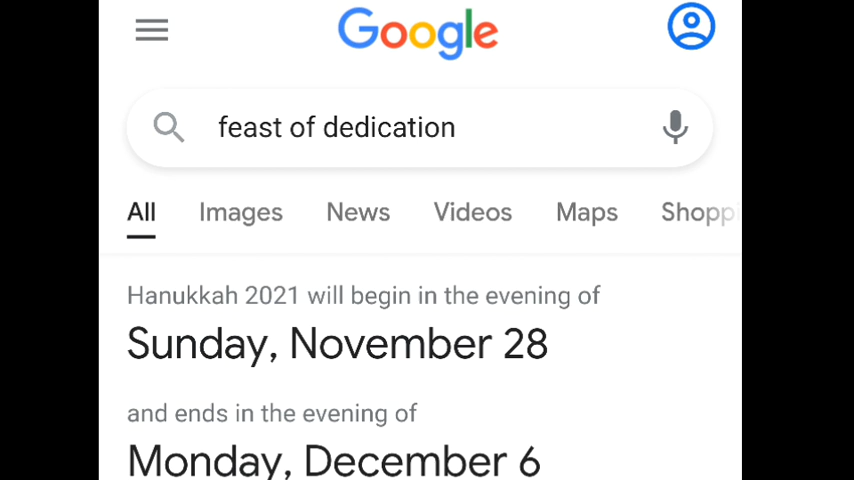 Google
feast of dedication
All Images News Videos Maps Shopp
Hanukkah 2021 will begin in the evening of
Sunday, November 28
and ends in the evening of
Monday, December 6